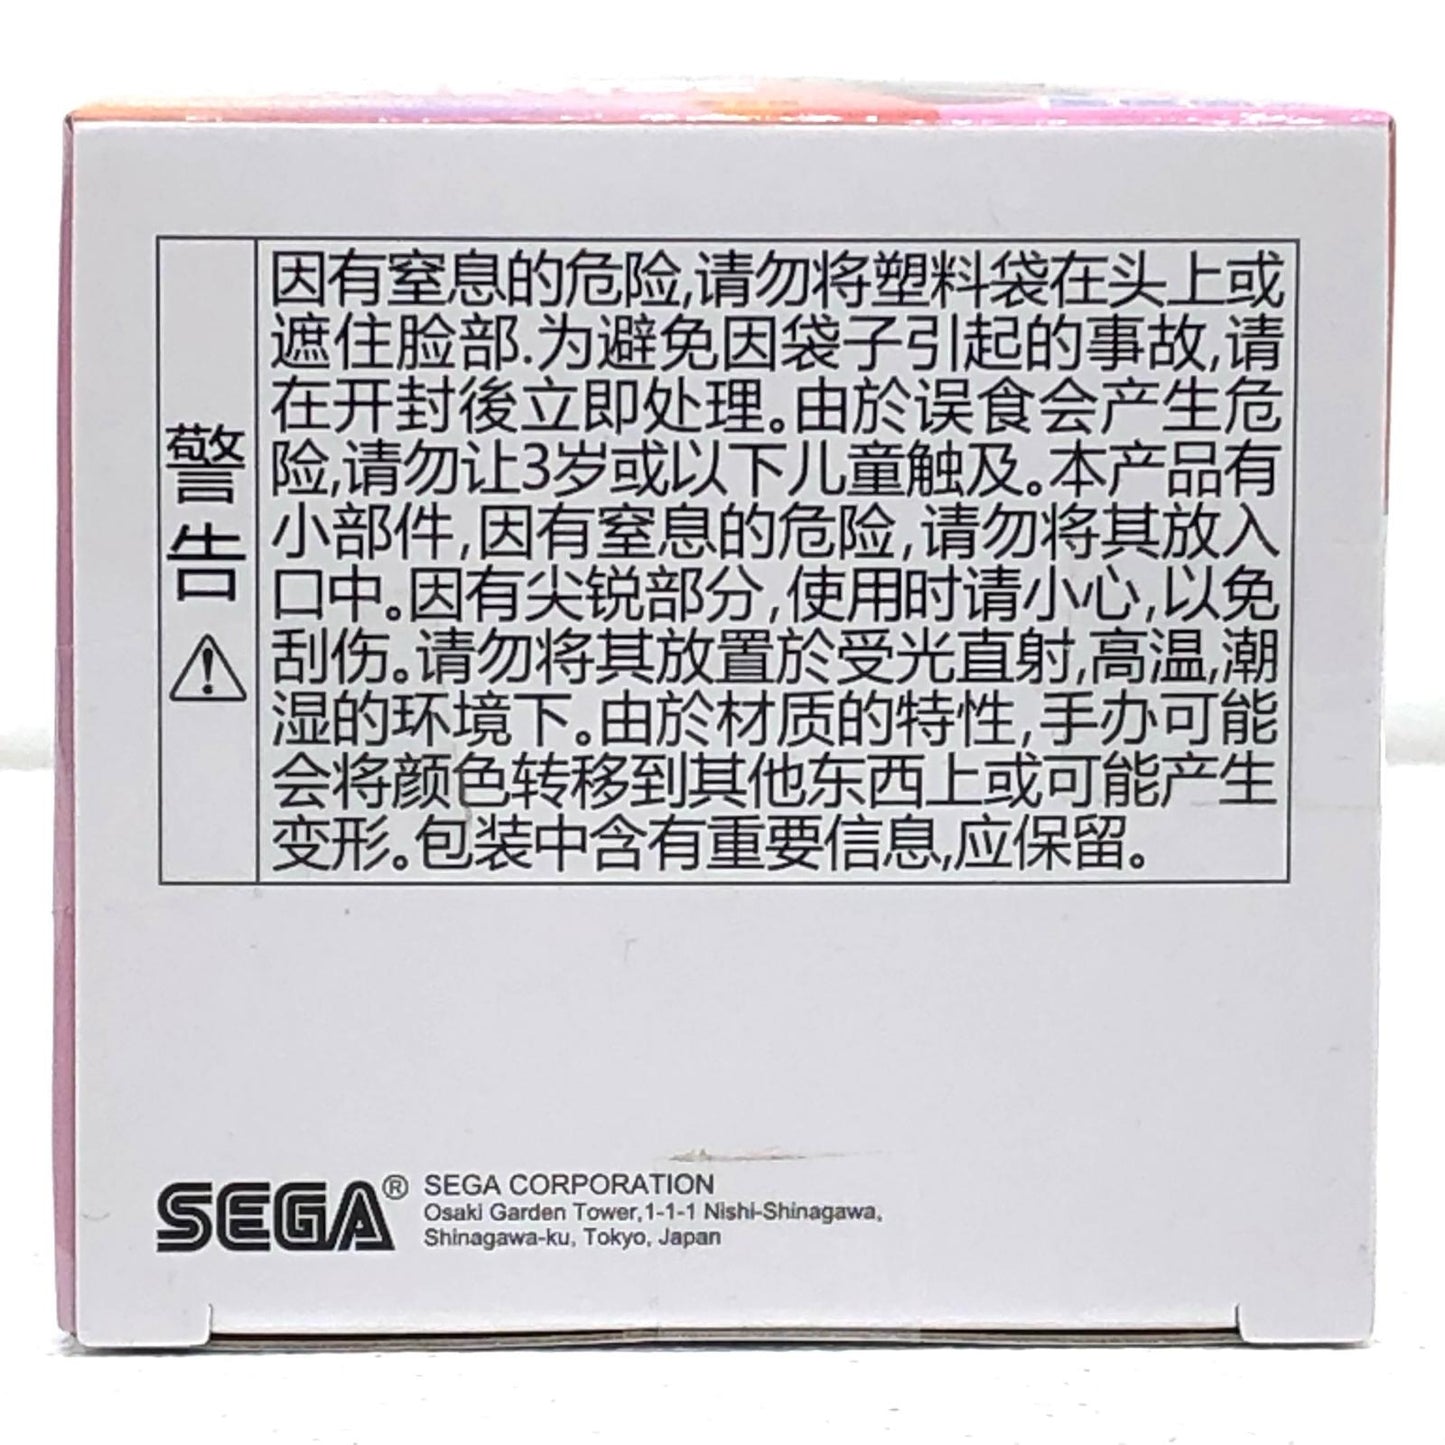 警告
因有窒息的危险,请勿将塑料袋在头上或
遮住脸部.为避免因袋子引起的事故,请
在开封後立即处理。由於误食会产生危
险,请勿让3岁或以下儿童触及。本产品有
小部件,因有窒息的危险,请勿将其放入
口中。因有尖锐部分,使用时请小心,以免
刮伤。请勿将其放置於受光直射,高温,潮
湿的环境下。由於材质的特性,手办可能
会将颜色转移到其他东西上或可能产生
变形。包装中含有重要信息,应保留。
SEGA® SEGA CORPORATION
Osaki Garden Tower,1-1-1 Nishi-Shinagawa,
Shinagawa-ku, Tokyo, Japan